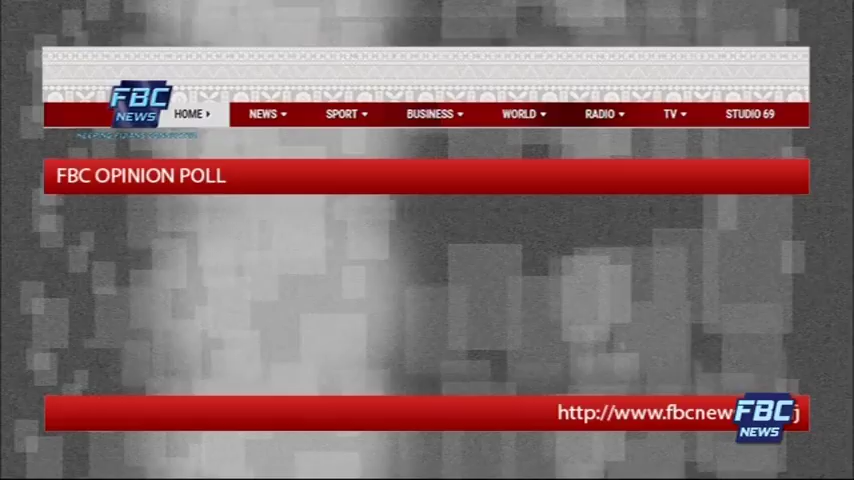 FBC
NEWS
HOME NEWS SPORT BUSINESS WORLD RADIO TV STUDIO 69
FBC OPINION POLL
http://www.fbcnew
FBC
NEWS